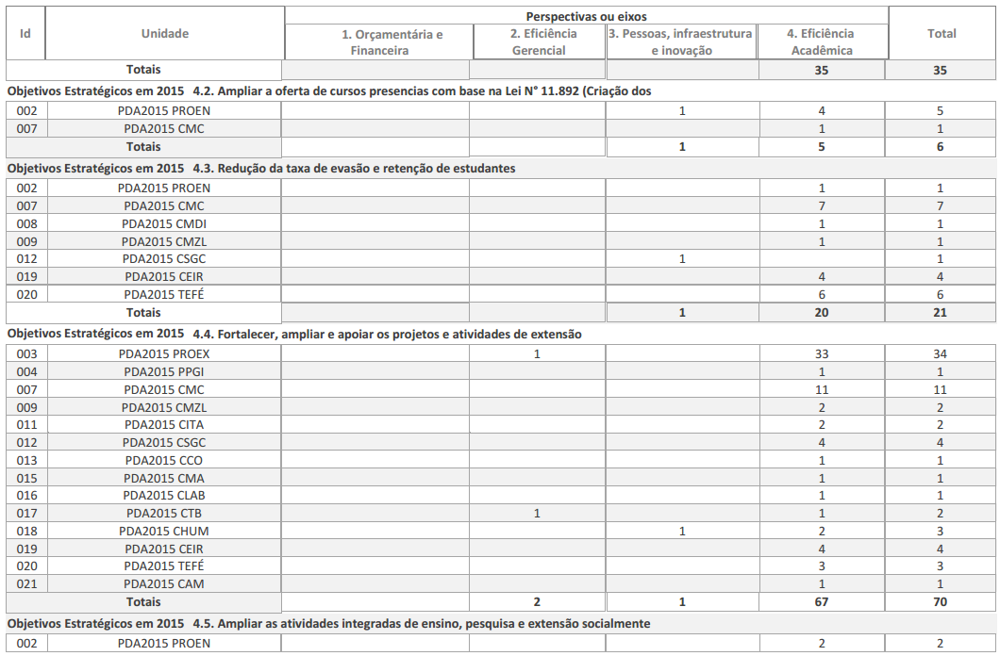 Perspectivas ou eixos
Id Unidade 1. Orçamentária e 2. Eficiência 3. Pessoas, infraestrutura 4. Eficiência Total
Financeira Gerencial e inovação Acadêmica
Totais 35 35
Objetivos Estratégicos em 2015 4.2. Ampliar a oferta de cursos presencias com base na Lei N° 11.892 (Criação dos
002 PDA2015 PROEN 1 4 5
007 PDA2015 CMC 1 1
Totais 1 5 6
Objetivos Estratégicos em 2015 4.3. Redução da taxa de evasão e retenção de estudantes
002 PDA2015 PROEN 1 1
007 PDA2015 CMC 7 7
008 PDA2015 CMDI 1 1
009 PDA2015 CMZL 1 1
012 PDA2015 CSGC 1 1
019 PDA2015 CEIR 4 4
020 PDA2015 TEFÉ 6 6
Totais 1 20 21
Objetivos Estratégicos em 2015 4.4. Fortalecer, ampliar e apoiar os projetos e atividades de extensão
003 PDA2015 PROEX 1 33 34
004 PDA2015 PPGI 1 1
007 PDA2015 CMC 11 11
009 PDA2015 CMZL 2 2
011 PDA2015 CITA 2 2
012 PDA2015 CSGC 4 4
013 PDA2015 CCO 1 1
015 PDA2015 CMA 1 1
016 PDA2015 CLAB 1 1
017 PDA2015 CTB 1 1 2
018 PDA2015 CHUM 1 2 3
019 PDA2015 CEIR 4 4
020 PDA2015 TEFÉ 3 3
021 PDA2015 CAM 1 1
Totais 2 1 67 70
Objetivos Estratégicos em 2015 4.5. Ampliar as atividades integradas de ensino, pesquisa e extensão socialmente
002 PDA2015 PROEN 2 2